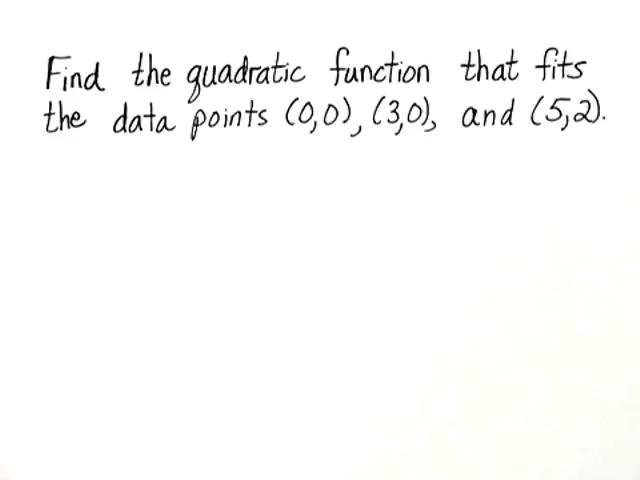 Find the quadratic function that fits
the data points (0,0), (3,0), and (5,2).